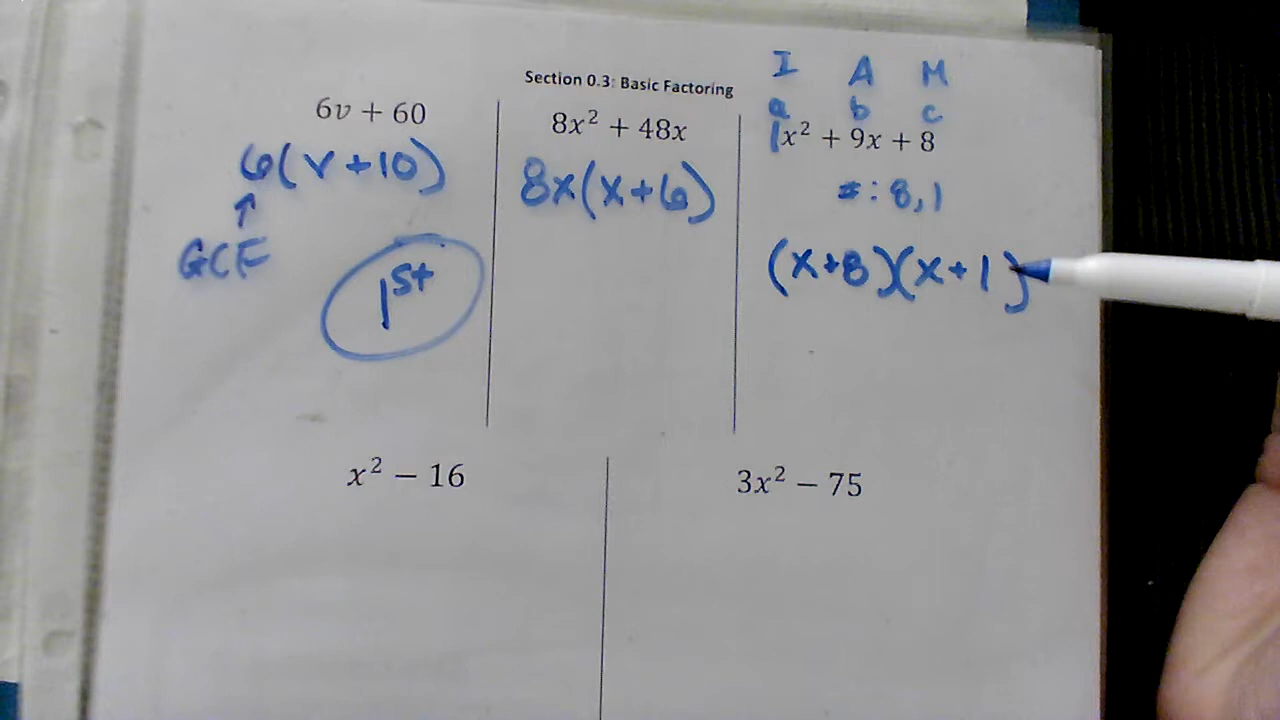 Section 0.3: Basic Factoring
6v + 60
6(v+10)
↑
GCF
1st
8x² + 48x
8x(x+6)
I A M
a b c
1x² + 9x + 8
#: 8,1
(x+8)(x+1)
x² − 16
3x² − 75